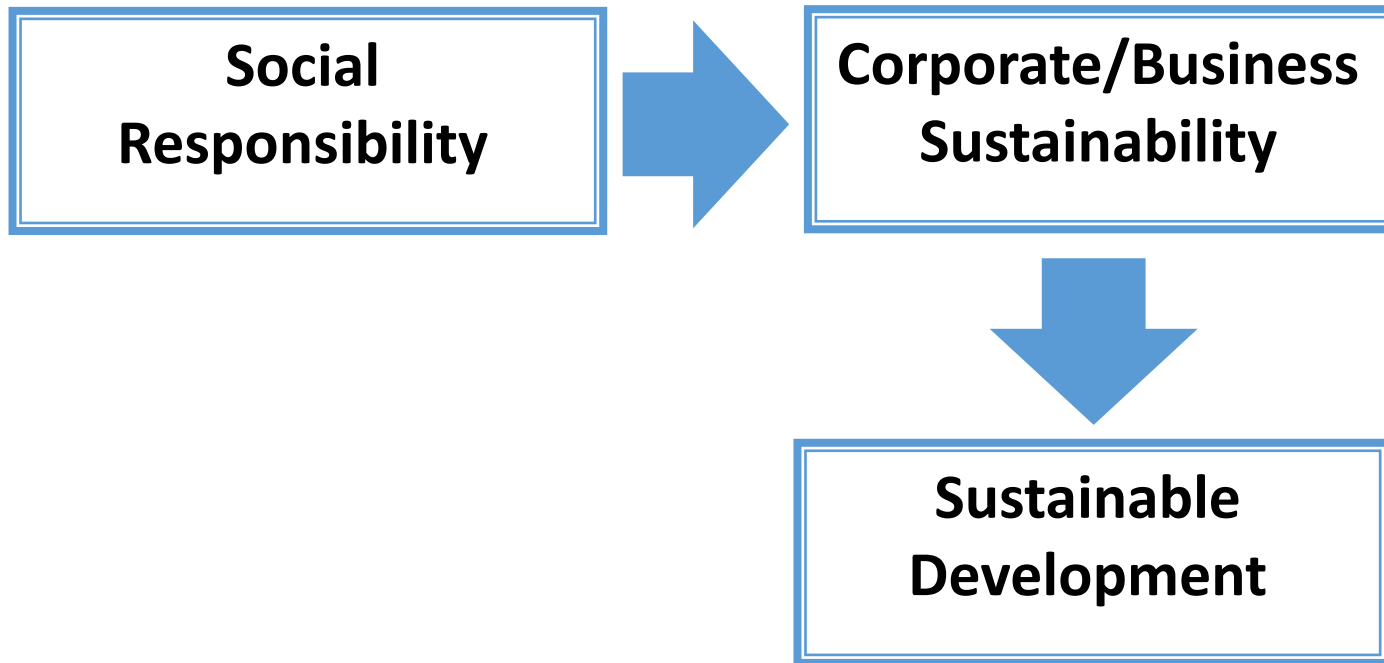 Social
Responsibility
Corporate/Business
Sustainability
Sustainable
Development